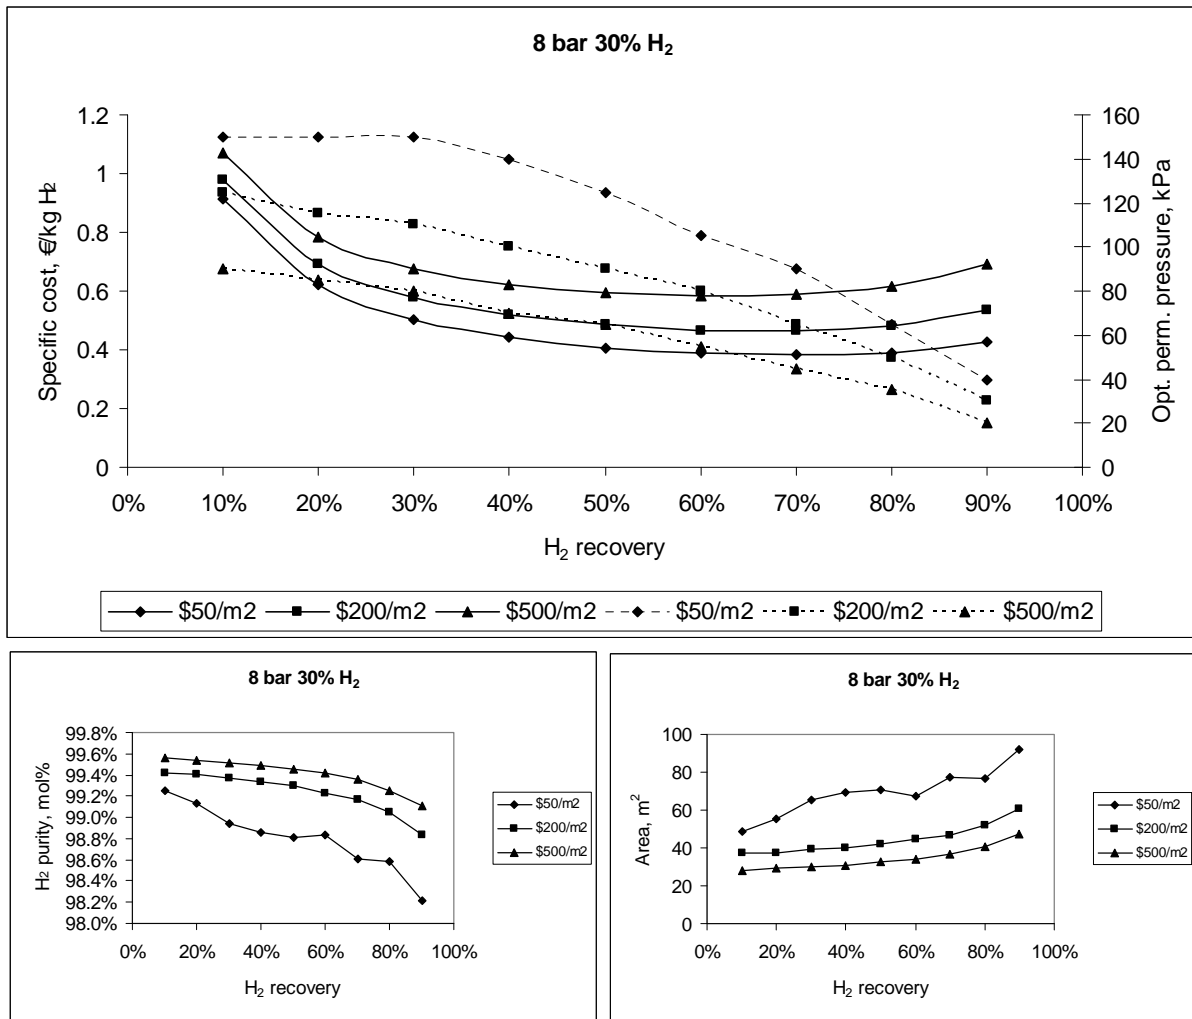 8 bar 30% H₂
Specific cost, €/kg H₂
1.2
1
0.8
0.6
0.4
0.2
0
160
140
120
100
80
60
40
20
0
Opt. perm. pressure, kPa
0% 10% 20% 30% 40% 50% 60% 70% 80% 90% 100%
H₂ recovery
$50/m2 $200/m2 $500/m2 $50/m2 $200/m2 $500/m2
8 bar 30% H₂
H₂ purity, mol%
99.8%
99.6%
99.4%
99.2%
99.0%
98.8%
98.6%
98.4%
98.2%
98.0%
0% 20% 40% 60% 80% 100%
H₂ recovery
$50/m2
$200/m2
$500/m2
8 bar 30% H₂
Area, m²
100
80
60
40
20
0
0% 20% 40% 60% 80% 100%
H₂ recovery
$50/m2
$200/m2
$500/m2